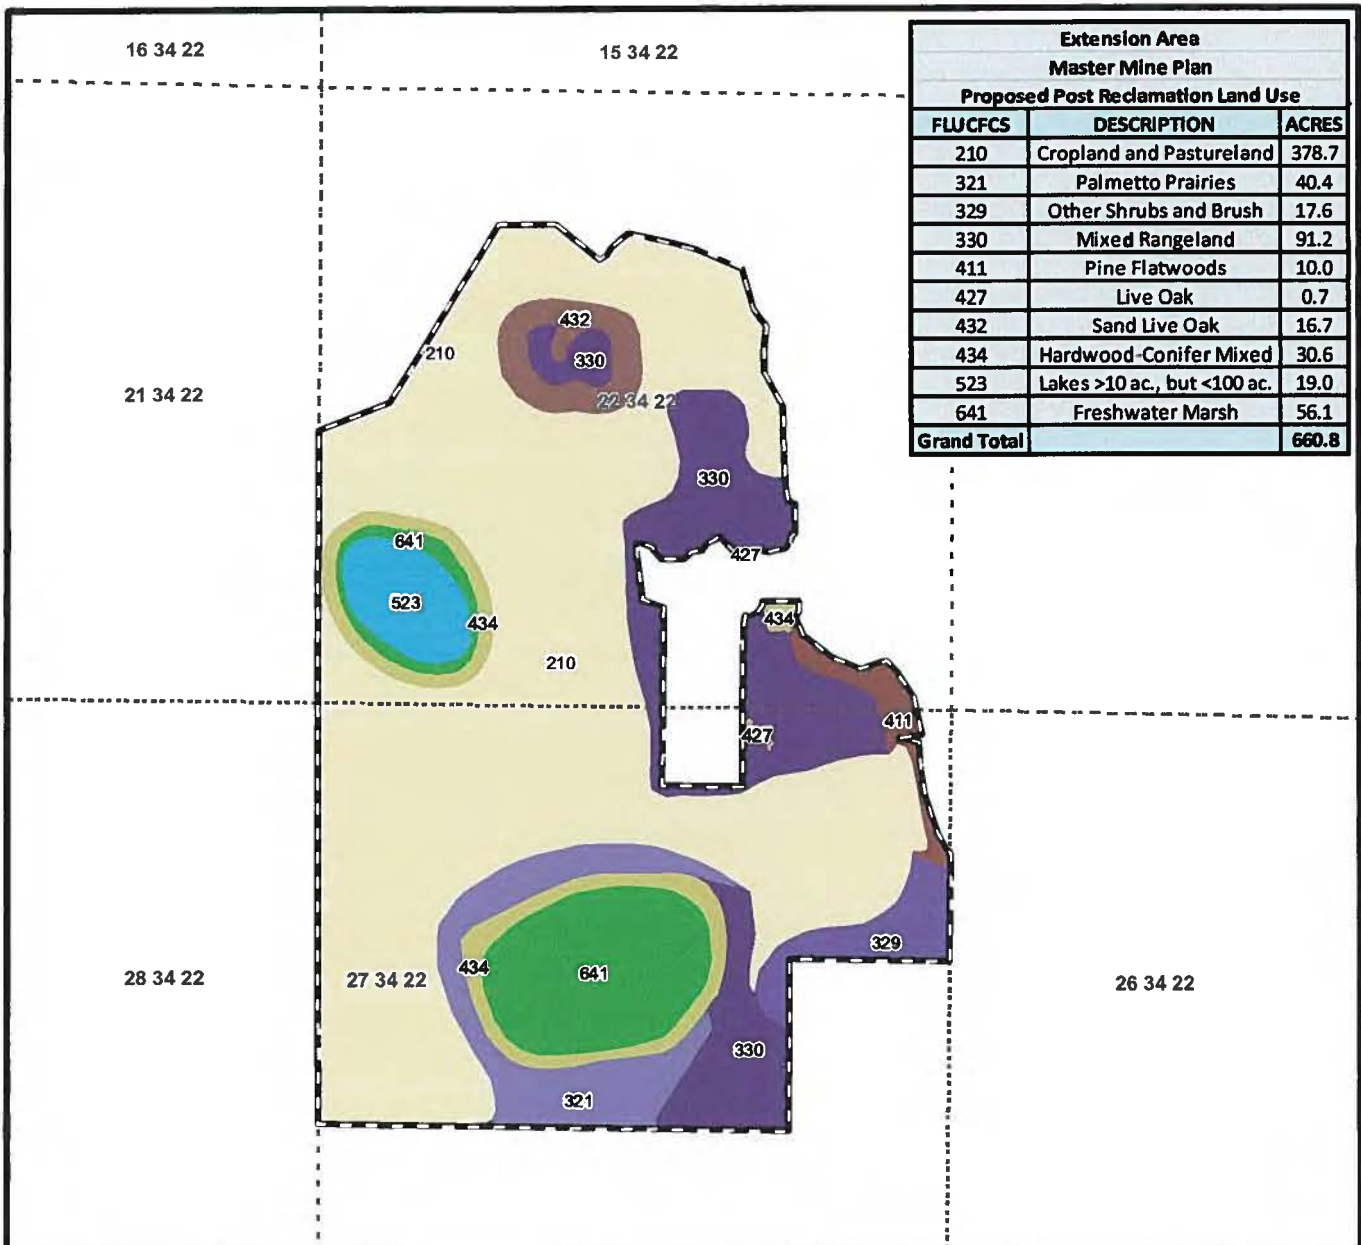 16 34 22
15 34 22
Extension Area
Master Mine Plan
Proposed Post Reclamation Land Use
FLUCFCS DESCRIPTION ACRES
210 Cropland and Pastureland 378.7
321 Palmetto Prairies 40.4
329 Other Shrubs and Brush 17.6
330 Mixed Rangeland 91.2
411 Pine Flatwoods 10.0
427 Live Oak 0.7
432 Sand Live Oak 16.7
434 Hardwood-Conifer Mixed 30.6
523 Lakes >10 ac., but <100 ac. 19.0
641 Freshwater Marsh 56.1
Grand Total 660.8
432
210
330
21 34 22
22 34 22
330
641
427
523
434
434
210
411
427
329
434
641
28 34 22
27 34 22
26 34 22
330
321